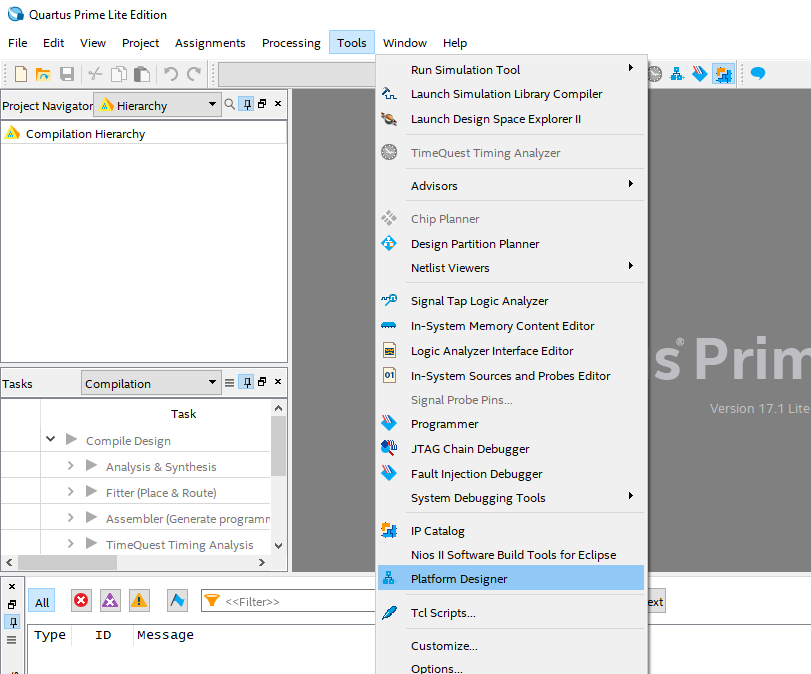 Quartus Prime Lite Edition
File Edit View Project Assignments Processing Tools Window Help
Project Navigator Hierarchy
Compilation Hierarchy
Run Simulation Tool
Launch Simulation Library Compiler
Launch Design Space Explorer II
TimeQuest Timing Analyzer
Advisors
Chip Planner
Design Partition Planner
Netlist Viewers
Signal Tap Logic Analyzer
In-System Memory Content Editor
Logic Analyzer Interface Editor
In-System Sources and Probes Editor
Signal Probe Pins...
Programmer
JTAG Chain Debugger
Fault Injection Debugger
System Debugging Tools
IP Catalog
Nios II Software Build Tools for Eclipse
Platform Designer
Tcl Scripts...
Customize...
Options...
s® Prim
Version 17.1 Lite
Tasks Compilation
Task
Compile Design
Analysis & Synthesis
Fitter (Place & Route)
Assembler (Generate programm
TimeQuest Timing Analysis
All <<Filter>> ext
Type ID Message